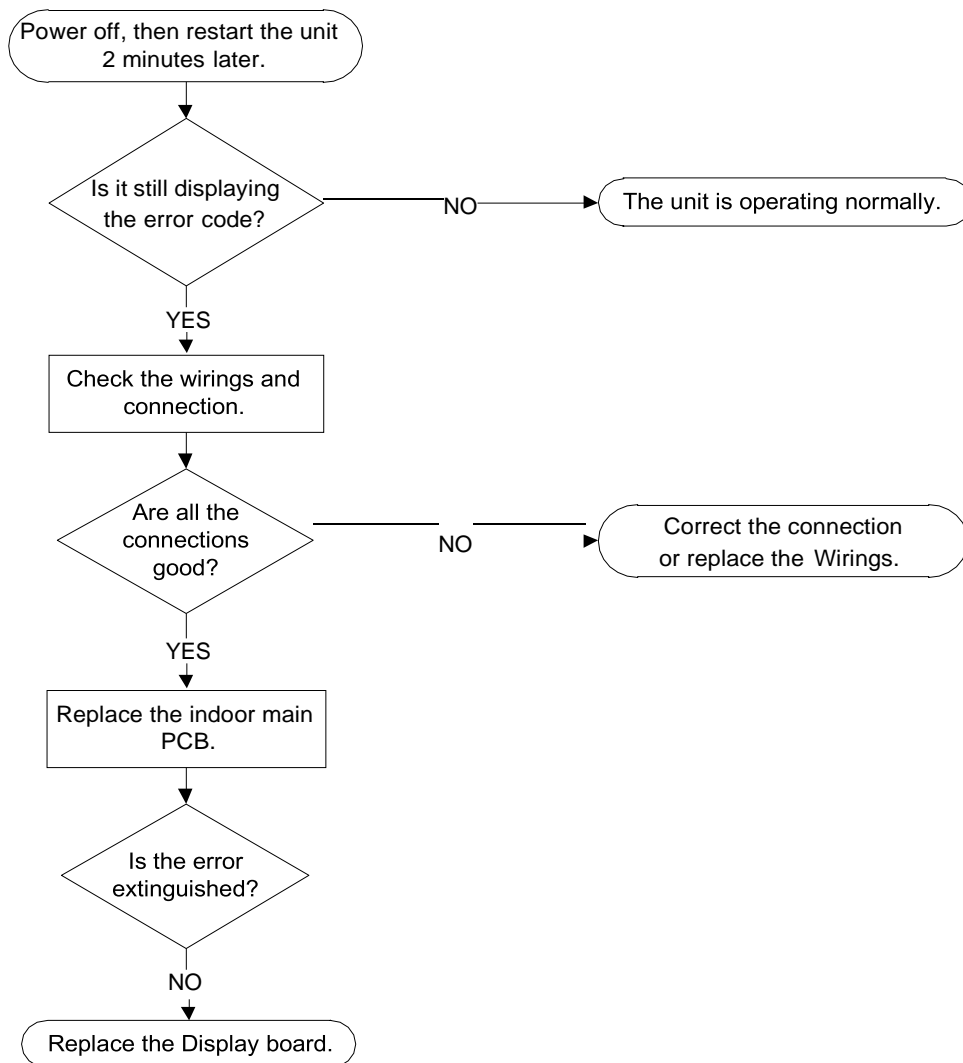 Power off, then restart the unit
2 minutes later.
Is it still displaying
the error code?
NO
The unit is operating normally.
YES
Check the wirings and
connection.
Are all the
connections
good?
NO
Correct the connection
or replace the Wirings.
YES
Replace the indoor main
PCB.
Is the error
extinguished?
NO
Replace the Display board.